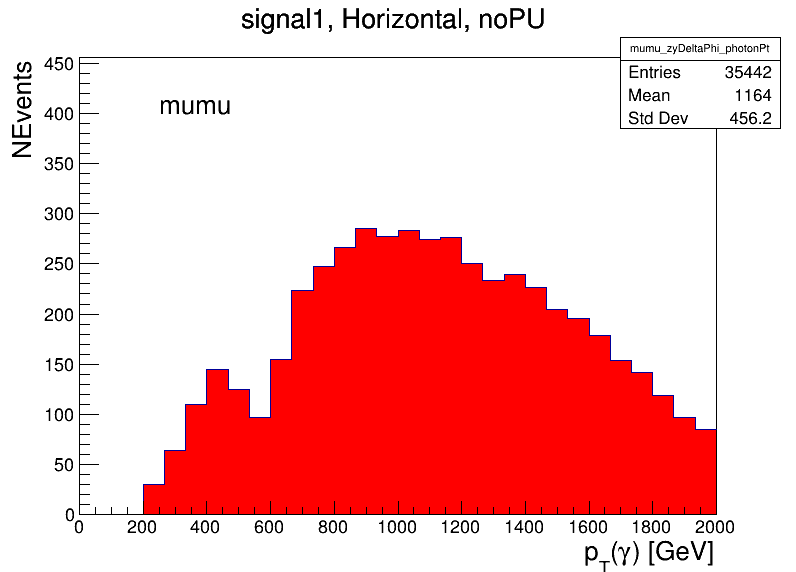 signal1, Horizontal, noPU
mumu_zyDeltaPhi_photonPt
Entries 35442
Mean 1164
Std Dev 456.2
NEvents
mumu
450
400
350
300
250
200
150
100
50
0
0 200 400 600 800 1000 1200 1400 1600 1800 2000
p_T(γ) [GeV]